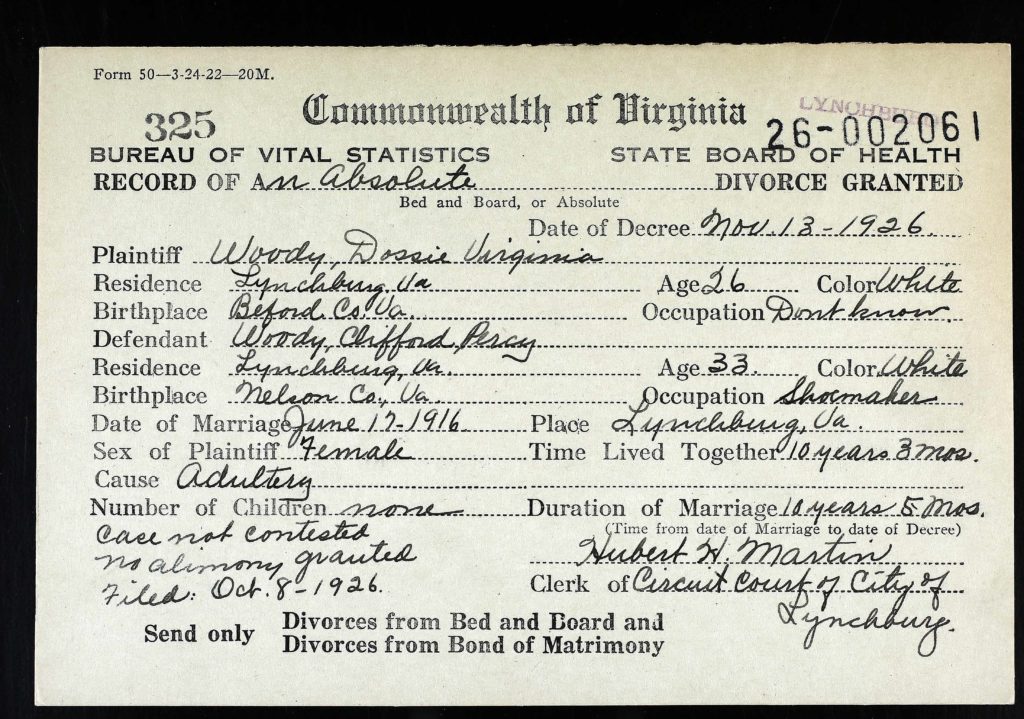 Form 50—3-24-22—20M.
325 Commonwealth of Virginia LYNCHBURG
26-002061
BUREAU OF VITAL STATISTICS STATE BOARD OF HEALTH
RECORD OF An Absolute DIVORCE GRANTED
Bed and Board, or Absolute
Date of Decree Nov. 13-1926.
Plaintiff Woody, Dossie Virginia
Residence Lynchburg, Va Age 26 Color White
Birthplace Beford Co. Va. Occupation Dont know.
Defendant Woody, Clifford Percy
Residence Lynchburg, Va. Age 33. Color White
Birthplace Nelson Co., Va. Occupation Shoemaker
Date of Marriage June 17-1916 Place Lynchburg, Va.
Sex of Plaintiff Female Time Lived Together 10 years 3 mos.
Cause Adultery
Number of Children none Duration of Marriage 10 years 5 mos.
(Time from date of Marriage to date of Decree)
Case not contested
no alimony granted Hubert H. Martin
Filed: Oct. 8-1926. Clerk of Circuit Court of City of
Lynchburg.
Send only Divorces from Bed and Board and
Divorces from Bond of Matrimony